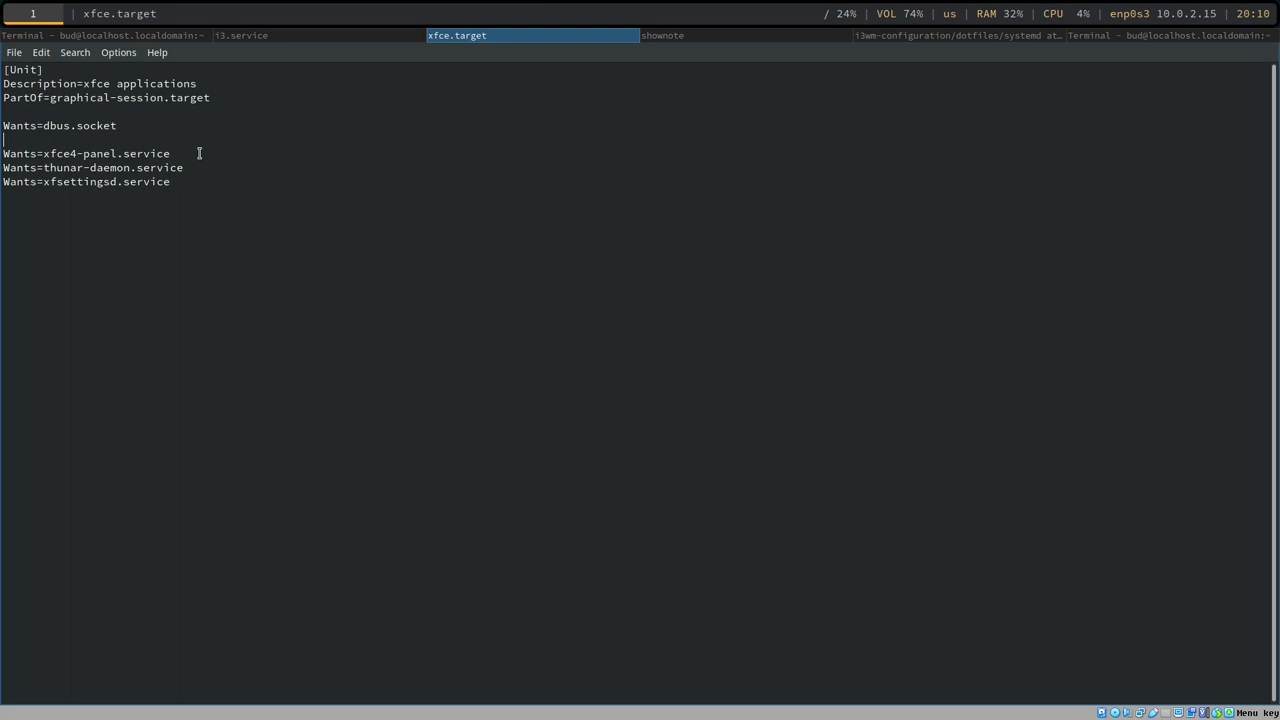 1 | xfce.target / 24% | VOL 74% | us | RAM 32% | CPU 4% | enp0s3 10.0.2.15 | 20:10
Terminal - bud@localhost.localdomain:~ i3.service xfce.target shownote i3wm-configuration/dotfiles/systemd at… Terminal - bud@localhost.localdomain:~
File Edit Search Options Help
[Unit]
Description=xfce applications
PartOf=graphical-session.target
Wants=dbus.socket
Wants=xfce4-panel.service
Wants=thunar-daemon.service
Wants=xfsettingsd.service
Menu key